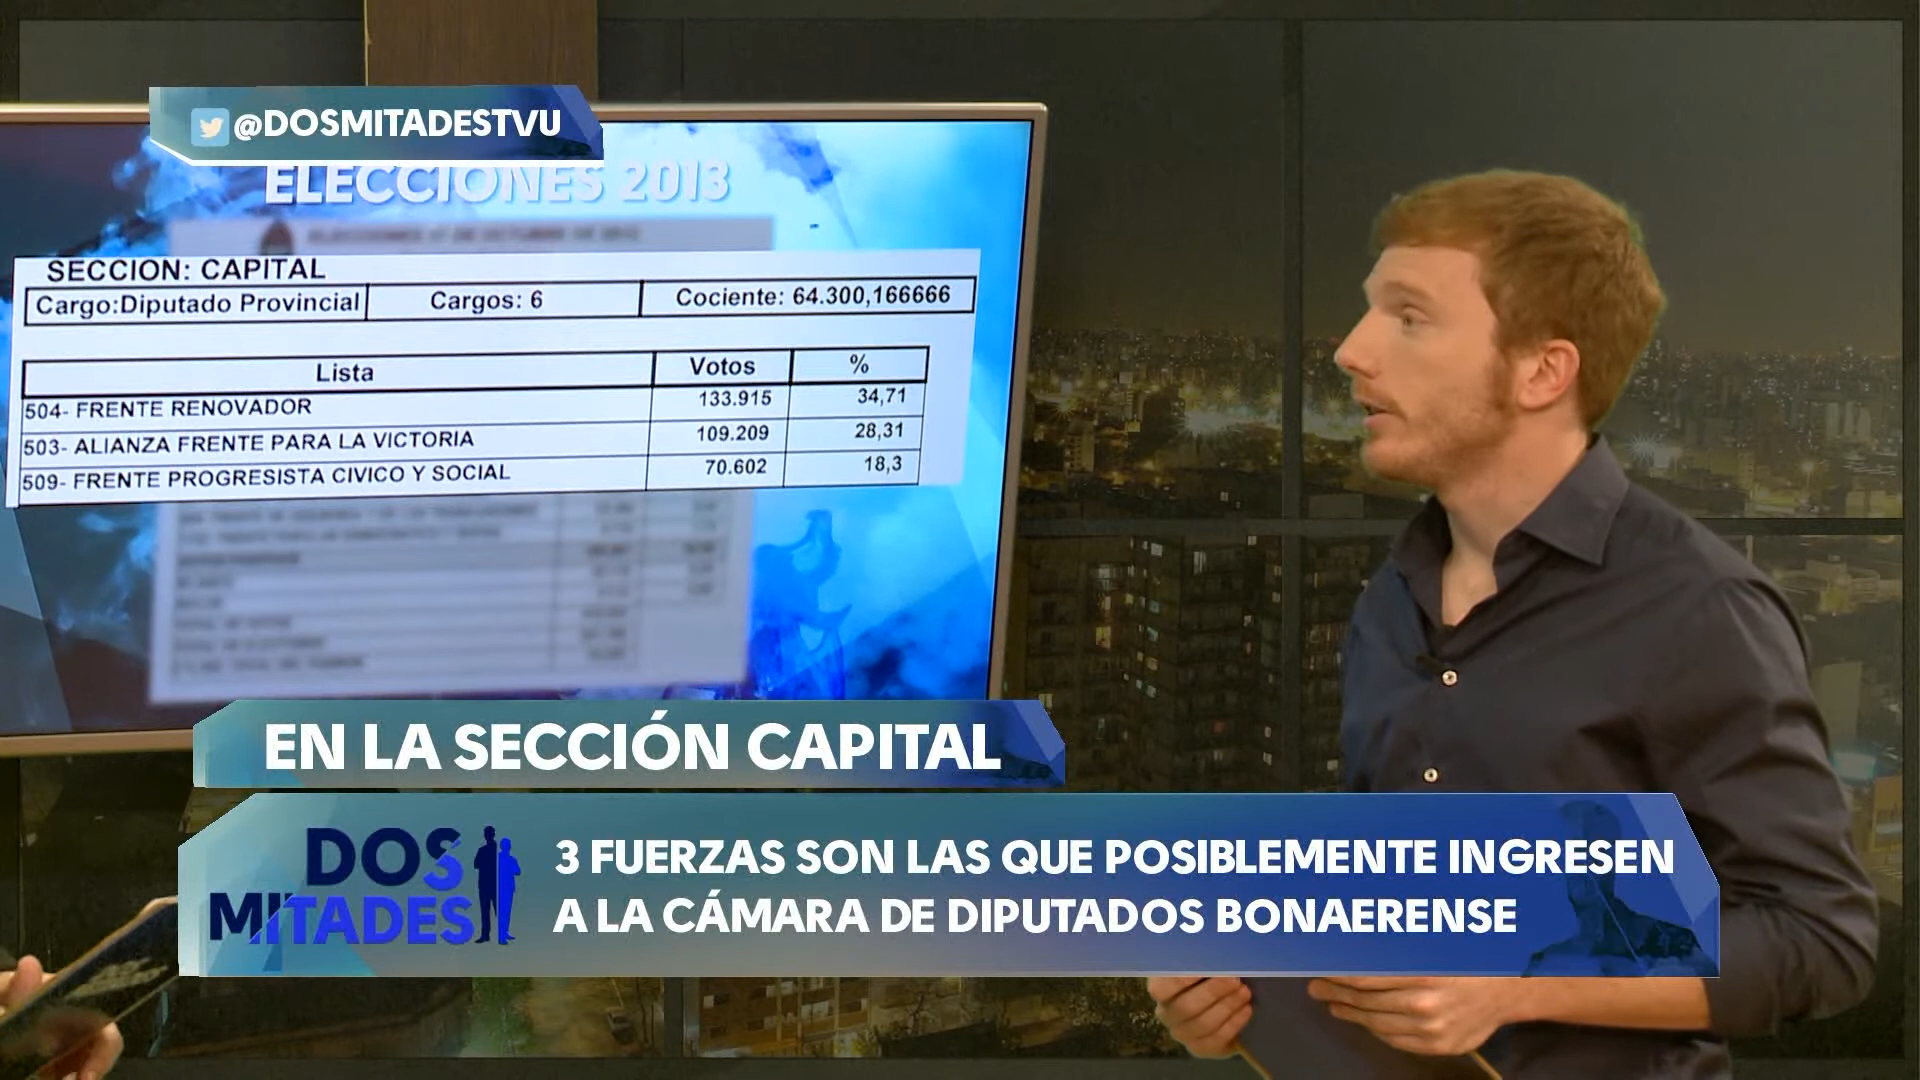 @DOSMITADESTVU
ELECCIONES 2013
SECCION: CAPITAL
Cargo:Diputado Provincial Cargos: 6 Cociente: 64.300,166666
Lista Votos %
504- FRENTE RENOVADOR 133.915 34,71
503- ALIANZA FRENTE PARA LA VICTORIA 109.209 28,31
509- FRENTE PROGRESISTA CIVICO Y SOCIAL 70.602 18,3
EN LA SECCIÓN CAPITAL
DOS
MITADES
3 FUERZAS SON LAS QUE POSIBLEMENTE INGRESEN
A LA CÁMARA DE DIPUTADOS BONAERENSE